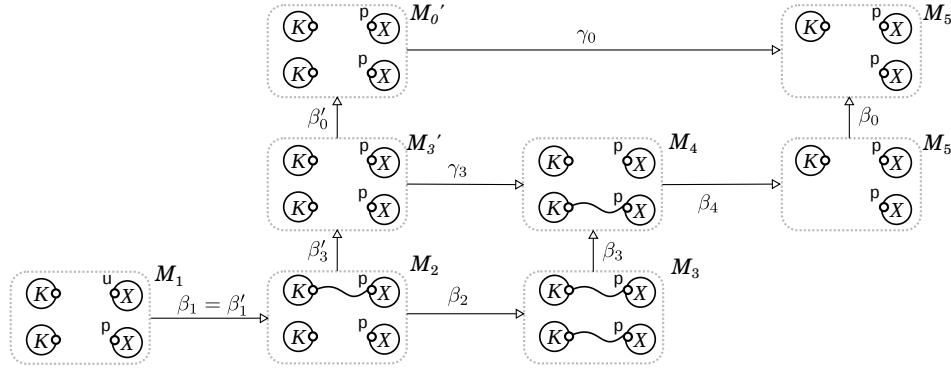 K p X M₀′ p M₅
K X
γ₀
K p X K X
p X
β′₀ β₀
K p X M₃′ K p X M₄ K p X M₅
γ₃
K p X K p X β₄ p X
β′₃ β₃
K u X M₁ K p X M₂ K p X M₃
β₁ = β′₁ β₂
K p X K p X K p X